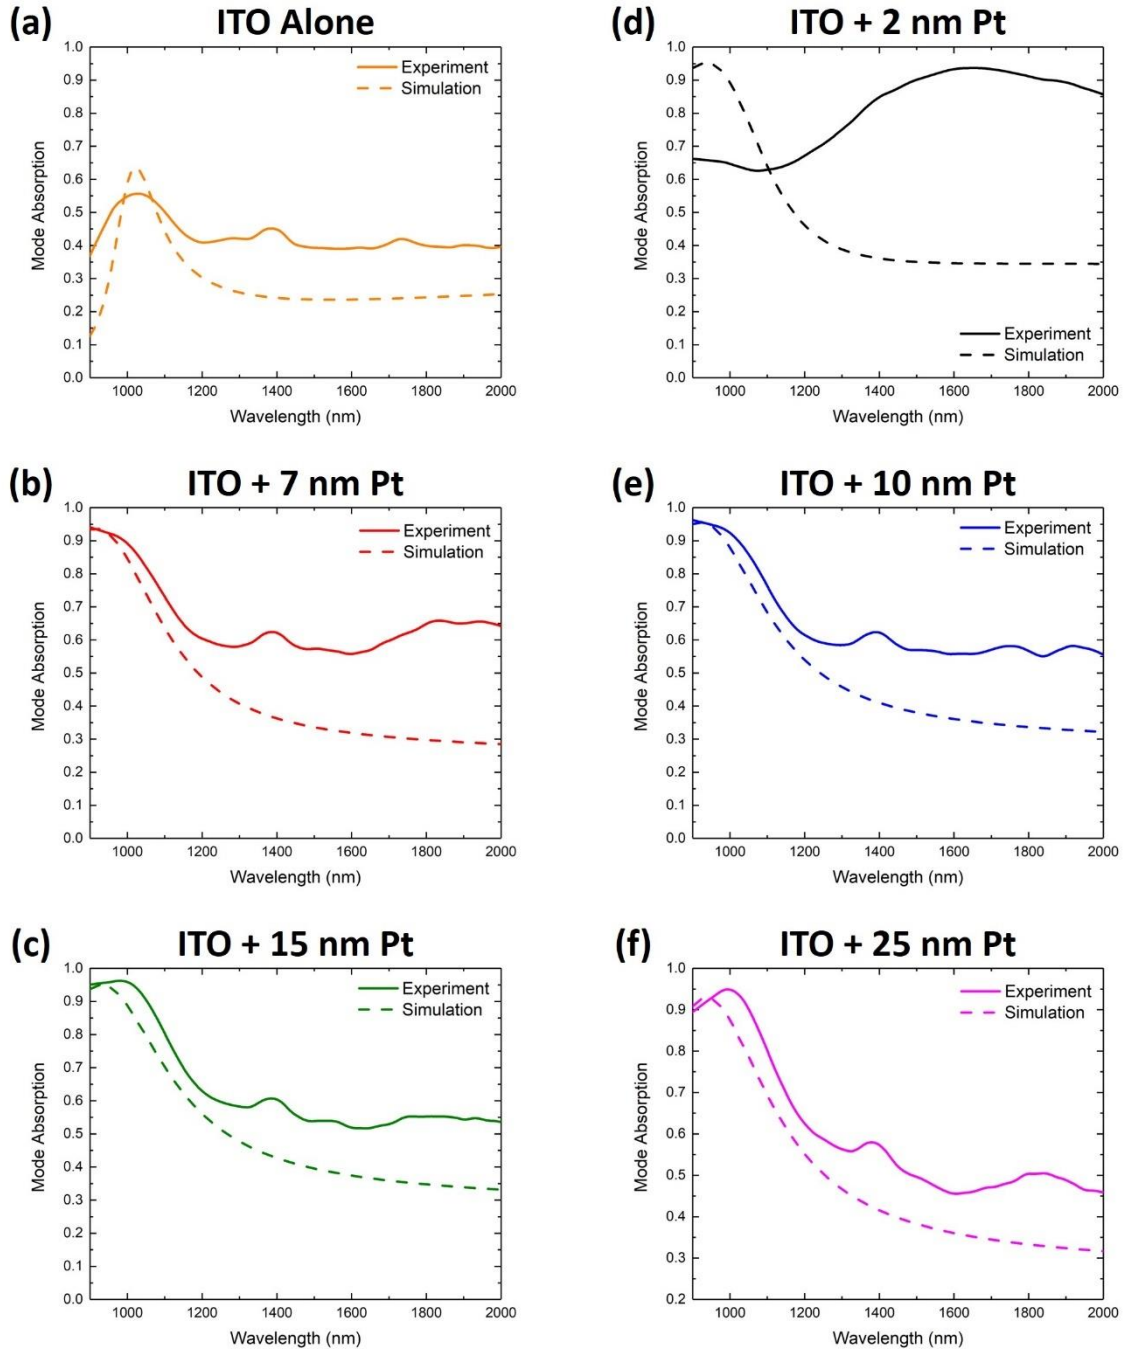 (a) ITO Alone
1.0
0.9
0.8
0.7
0.6
0.5
0.4
0.3
0.2
0.1
0.0
Mode Absorption
Experiment
Simulation
1000 1200 1400 1600 1800 2000
Wavelength (nm)
(d) ITO + 2 nm Pt
1.0
0.9
0.8
0.7
0.6
0.5
0.4
0.3
0.2
0.1
0.0
Mode Absorption
Experiment
Simulation
1000 1200 1400 1600 1800 2000
Wavelength (nm)
(b) ITO + 7 nm Pt
1.0
0.9
0.8
0.7
0.6
0.5
0.4
0.3
0.2
0.1
0.0
Mode Absorption
Experiment
Simulation
1000 1200 1400 1600 1800 2000
Wavelength (nm)
(e) ITO + 10 nm Pt
1.0
0.9
0.8
0.7
0.6
0.5
0.4
0.3
0.2
0.1
0.0
Mode Absorption
Experiment
Simulation
1000 1200 1400 1600 1800 2000
Wavelength (nm)
(c) ITO + 15 nm Pt
1.0
0.9
0.8
0.7
0.6
0.5
0.4
0.3
0.2
0.1
0.0
Mode Absorption
Experiment
Simulation
1000 1200 1400 1600 1800 2000
Wavelength (nm)
(f) ITO + 25 nm Pt
1.0
0.9
0.8
0.7
0.6
0.5
0.4
0.3
0.2
Mode Absorption
Experiment
Simulation
1000 1200 1400 1600 1800 2000
Wavelength (nm)